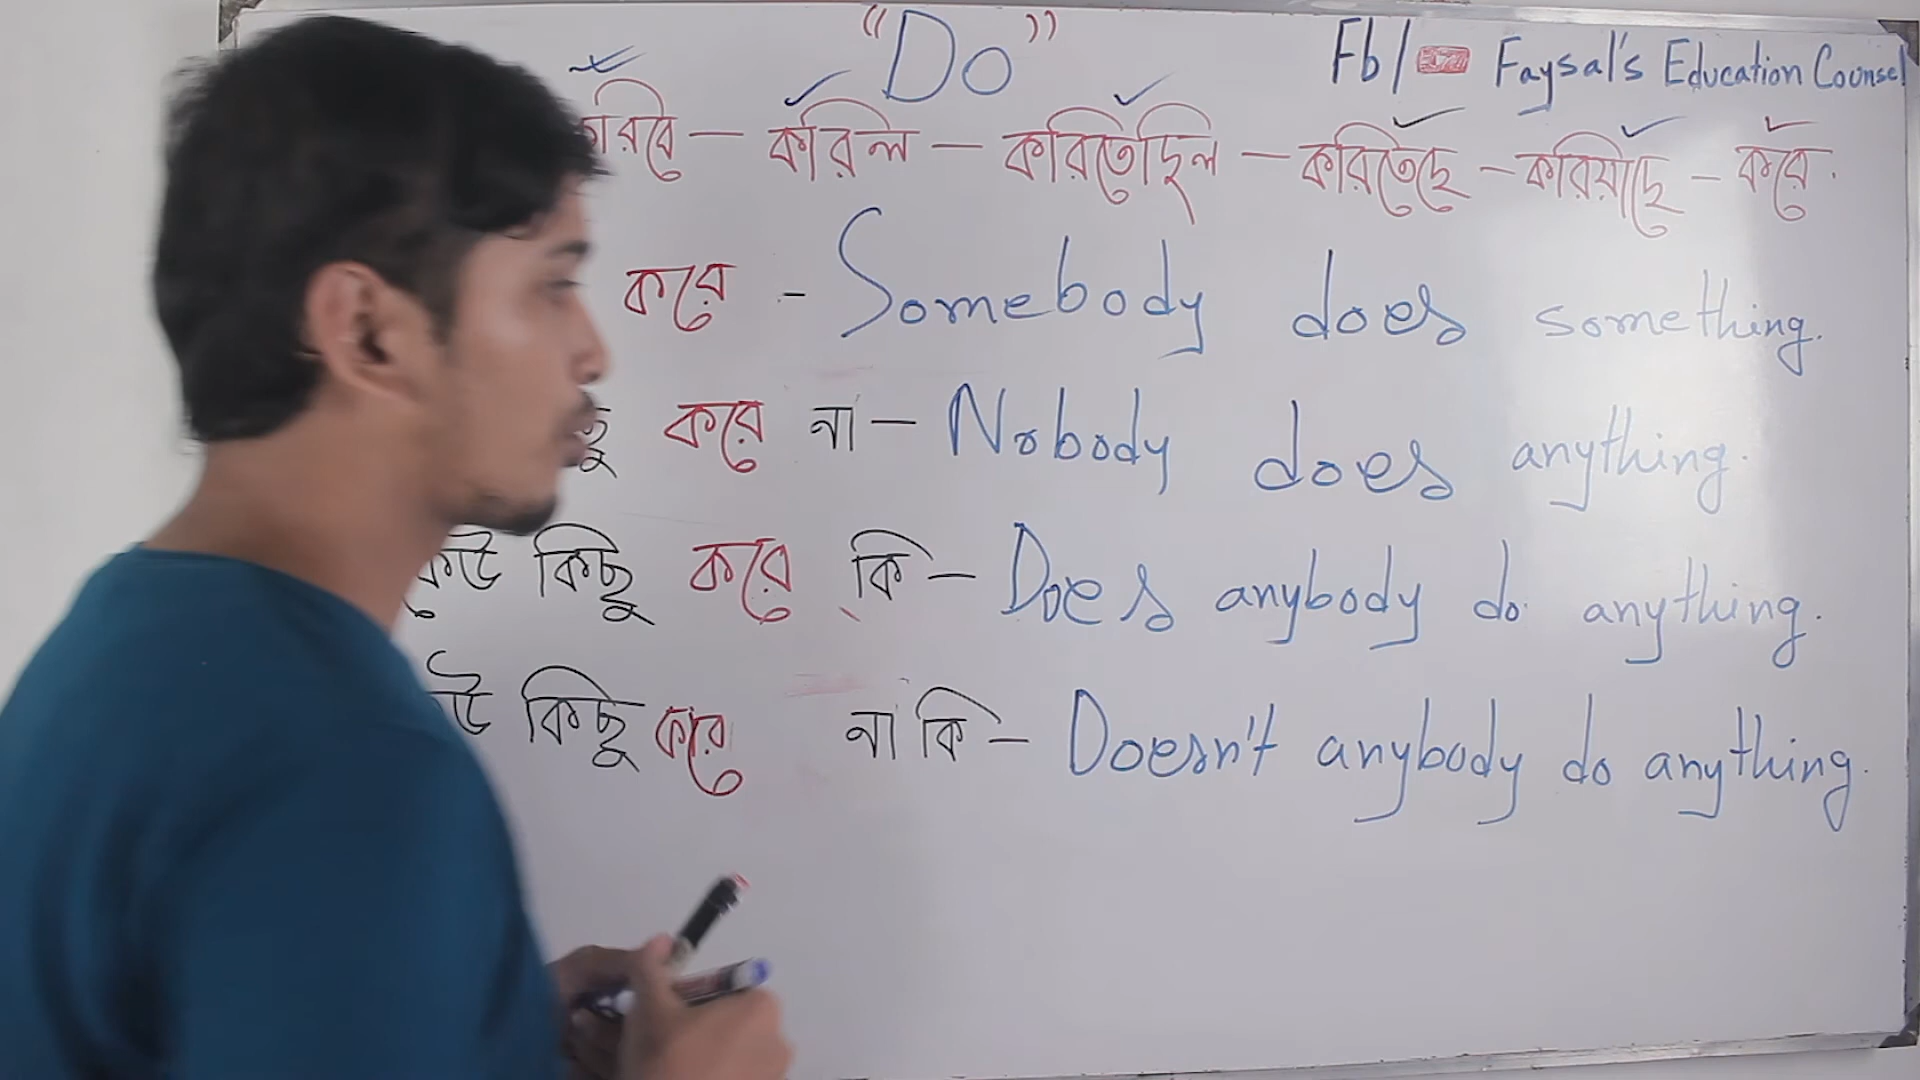 "Do"
Fb/ Faysal's Education Counsel
করিল - করিতেছিল - করিতেছে - করিয়াছে - করে.
করে - Somebody does something.
করে না - Nobody does anything.
কিছু করে কি - Does anybody do anything.
কিছু করে না কি - Doesn't anybody do anything.